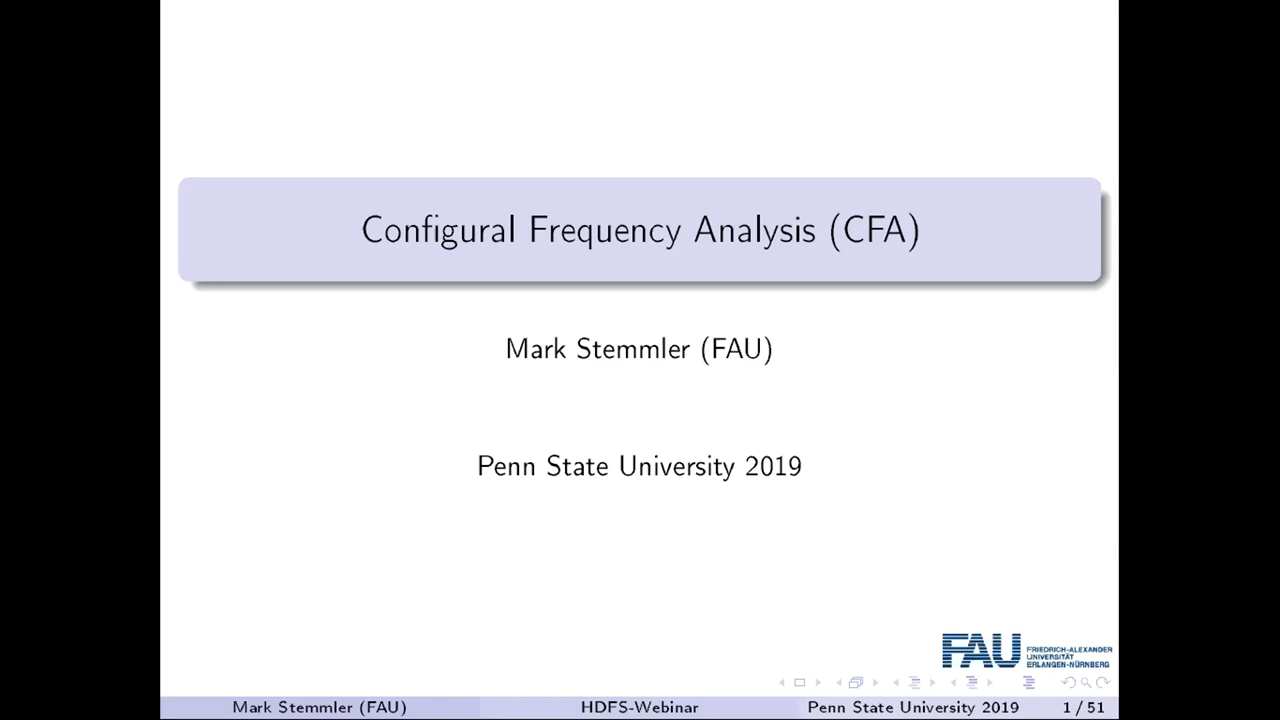 Configural Frequency Analysis (CFA)
Mark Stemmler (FAU)
Penn State University 2019
FAU
FRIEDRICH-ALEXANDER
UNIVERSITÄT
ERLANGEN-NÜRNBERG
Mark Stemmler (FAU) HDFS-Webinar Penn State University 2019 1 / 51